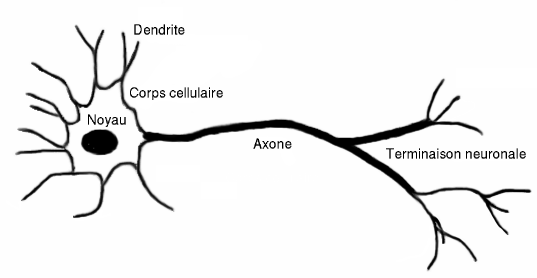 Dendrite
Corps cellulaire
Noyau
Axone
Terminaison neuronale